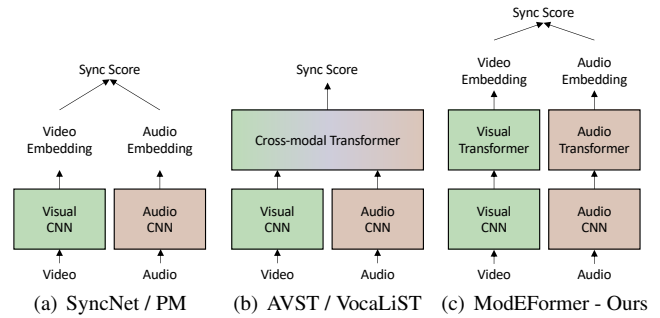 Sync Score
Video
Embedding
Audio
Embedding
Visual
CNN
Audio
CNN
Video
Audio
(a) SyncNet / PM
Sync Score
Cross-modal Transformer
Visual
CNN
Audio
CNN
Video
Audio
(b) AVST / VocaLiST
Sync Score
Video
Embedding
Audio
Embedding
Visual
Transformer
Audio
Transformer
Visual
CNN
Audio
CNN
Video
Audio
(c) ModEFormer - Ours